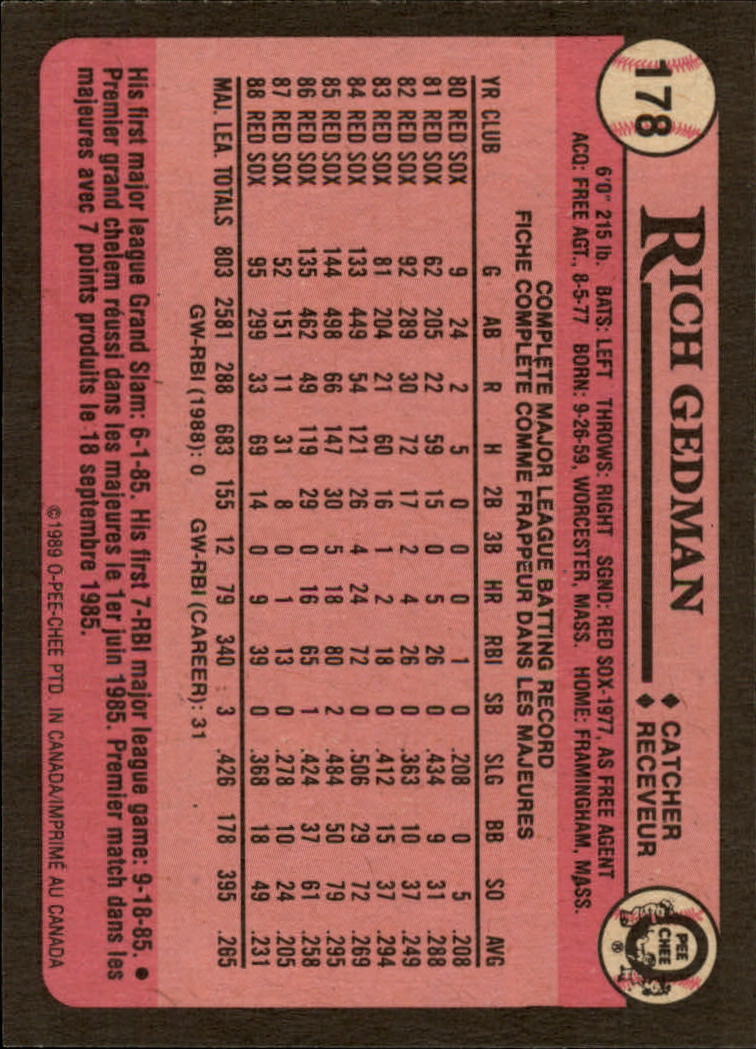 178
RICH GEDMAN
♦ CATCHER
♦ RECEVEUR
O PEE CHEE ®
6'0" 215 lb. BATS: LEFT THROWS: RIGHT SGND: RED SOX-1977, AS FREE AGENT
ACQ: FREE AGT., 8-5-77 BORN: 9-26-59, WORCESTER, MASS. HOME: FRAMINGHAM, MASS.
COMPLETE MAJOR LEAGUE BATTING RECORD
FICHE COMPLÈTE COMME FRAPPEUR DANS LES MAJEURES
YR CLUB G AB R H 2B 3B HR RBI SB SLG BB SO AVG
80 RED SOX 9 24 2 5 0 0 0 1 0 .208 0 5 .208
81 RED SOX 62 205 22 59 15 0 5 26 0 .434 9 31 .288
82 RED SOX 92 289 30 72 17 2 4 26 0 .363 10 37 .249
83 RED SOX 81 204 21 60 16 1 2 18 0 .412 15 37 .294
84 RED SOX 133 449 54 121 26 4 24 72 0 .506 29 72 .269
85 RED SOX 144 498 66 147 30 5 18 80 2 .484 50 79 .295
86 RED SOX 135 462 49 119 29 0 16 65 1 .424 37 61 .258
87 RED SOX 52 151 11 31 8 0 1 13 0 .278 10 24 .205
88 RED SOX 95 299 33 69 14 0 9 39 0 .368 18 49 .231
MAJ. LEA. TOTALS 803 2581 288 683 155 12 79 340 3 .426 178 395 .265
GW-RBI (1988): 0 GW-RBI (CAREER): 31
His first major league Grand Slam: 6-1-85. His first 7-RBI major league game: 9-18-85. •
Premier grand chelem réussi dans les majeures le 1er juin 1985. Premier match dans les
majeures avec 7 points produits le 18 septembre 1985.
©1989 O-PEE-CHEE PTD. IN CANADA/IMPRIMÉ AU CANADA